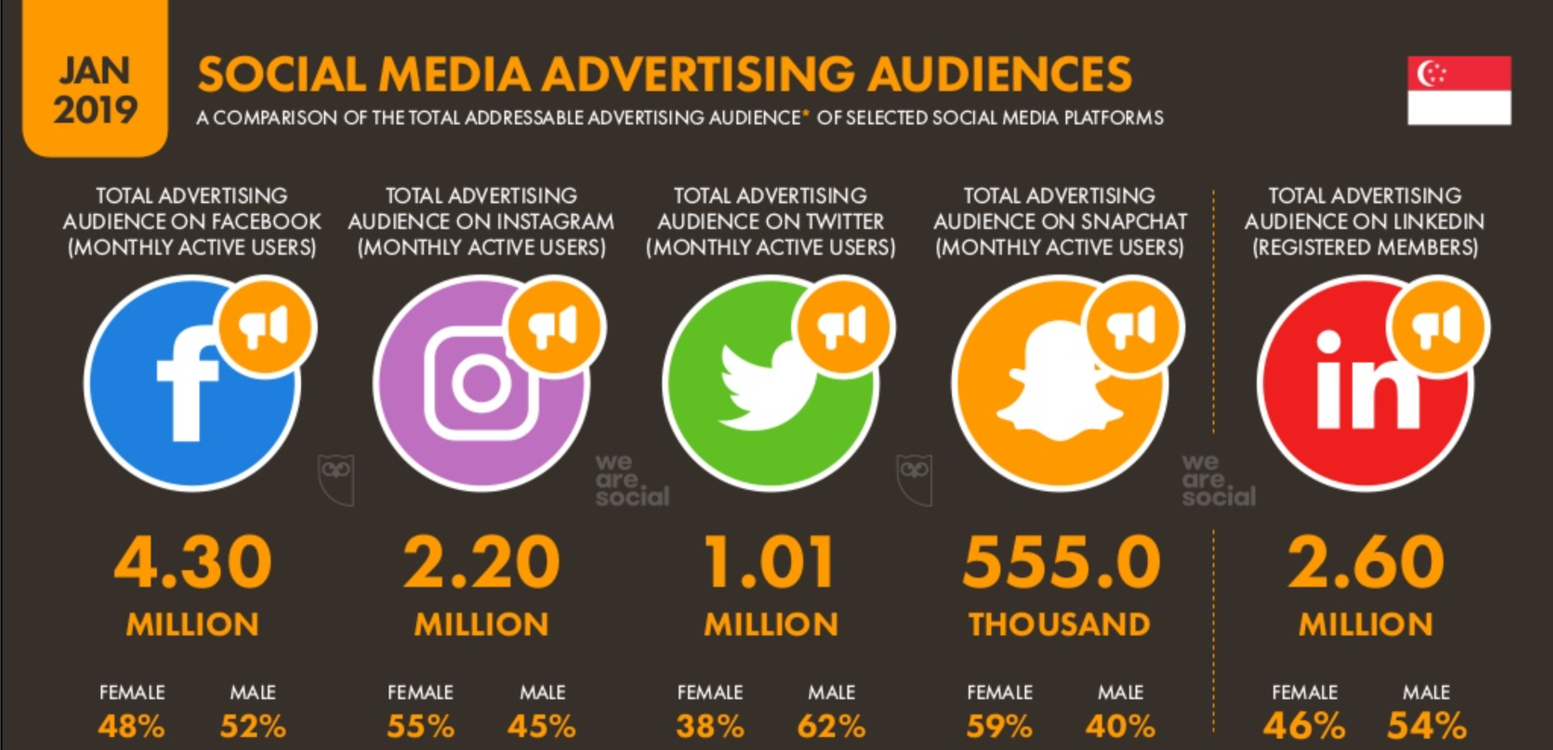 JAN
2019
SOCIAL MEDIA ADVERTISING AUDIENCES
A COMPARISON OF THE TOTAL ADDRESSABLE ADVERTISING AUDIENCE* OF SELECTED SOCIAL MEDIA PLATFORMS
TOTAL ADVERTISING
AUDIENCE ON FACEBOOK
(MONTHLY ACTIVE USERS)
TOTAL ADVERTISING
AUDIENCE ON INSTAGRAM
(MONTHLY ACTIVE USERS)
TOTAL ADVERTISING
AUDIENCE ON TWITTER
(MONTHLY ACTIVE USERS)
TOTAL ADVERTISING
AUDIENCE ON SNAPCHAT
(MONTHLY ACTIVE USERS)
TOTAL ADVERTISING
AUDIENCE ON LINKEDIN
(REGISTERED MEMBERS)
f
in
we
are
social
we
are
social
4.30
MILLION
2.20
MILLION
1.01
MILLION
555.0
THOUSAND
2.60
MILLION
FEMALE MALE
48% 52%
FEMALE MALE
55% 45%
FEMALE MALE
38% 62%
FEMALE MALE
59% 40%
FEMALE MALE
46% 54%